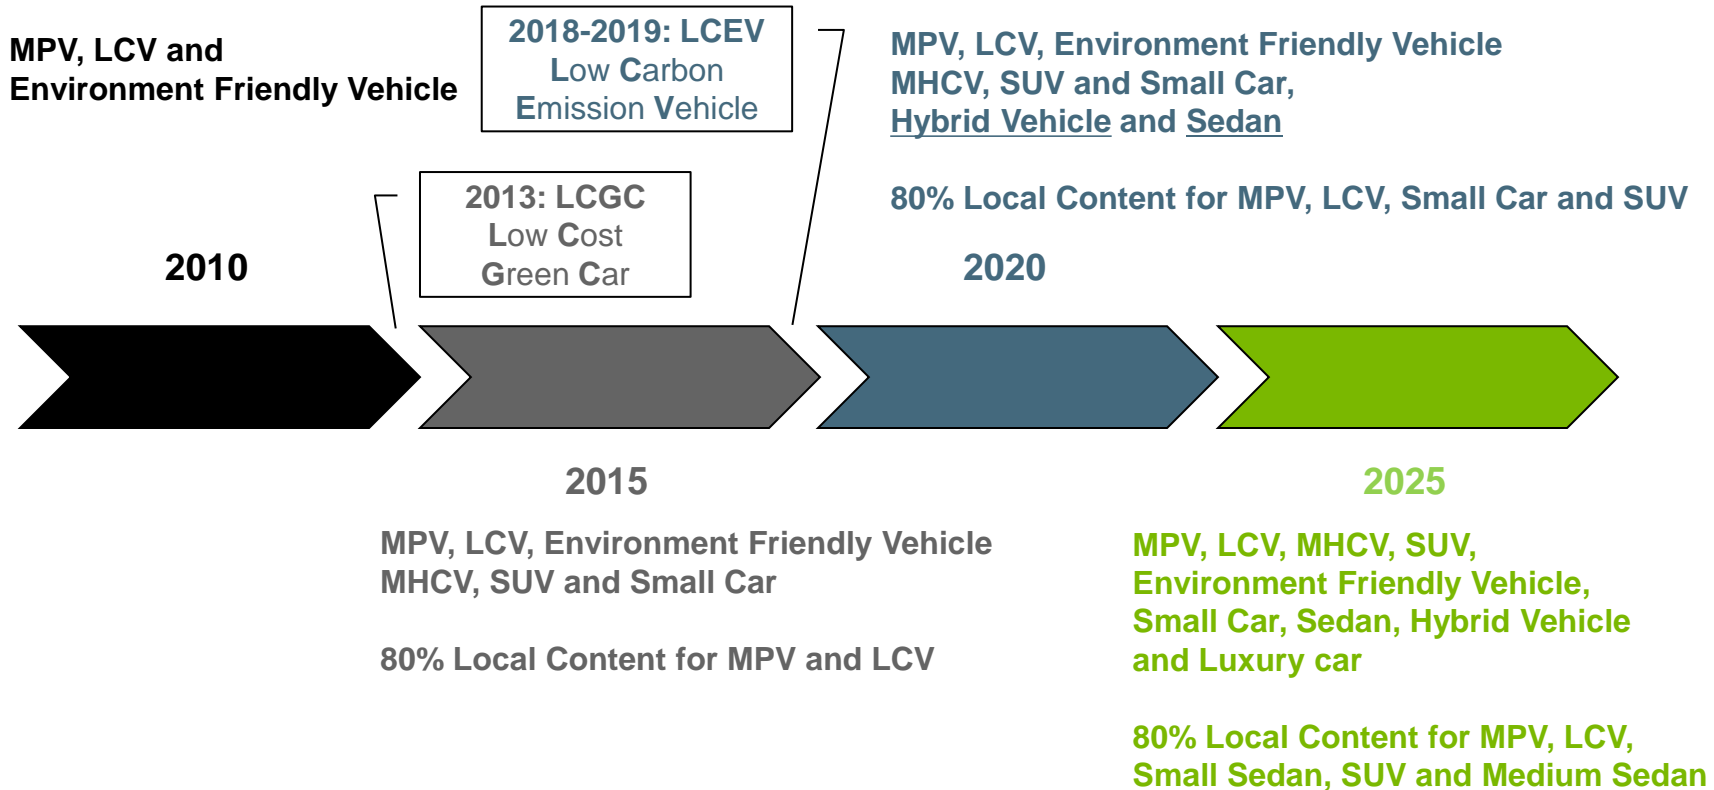 MPV, LCV and
Environment Friendly Vehicle
2018-2019: LCEV
Low Carbon
Emission Vehicle
MPV, LCV, Environment Friendly Vehicle
MHCV, SUV and Small Car,
Hybrid Vehicle and Sedan
80% Local Content for MPV, LCV, Small Car and SUV
2013: LCGC
Low Cost
Green Car
2010
2020
2015
MPV, LCV, Environment Friendly Vehicle
MHCV, SUV and Small Car
80% Local Content for MPV and LCV
2025
MPV, LCV, MHCV, SUV,
Environment Friendly Vehicle,
Small Car, Sedan, Hybrid Vehicle
and Luxury car
80% Local Content for MPV, LCV,
Small Sedan, SUV and Medium Sedan